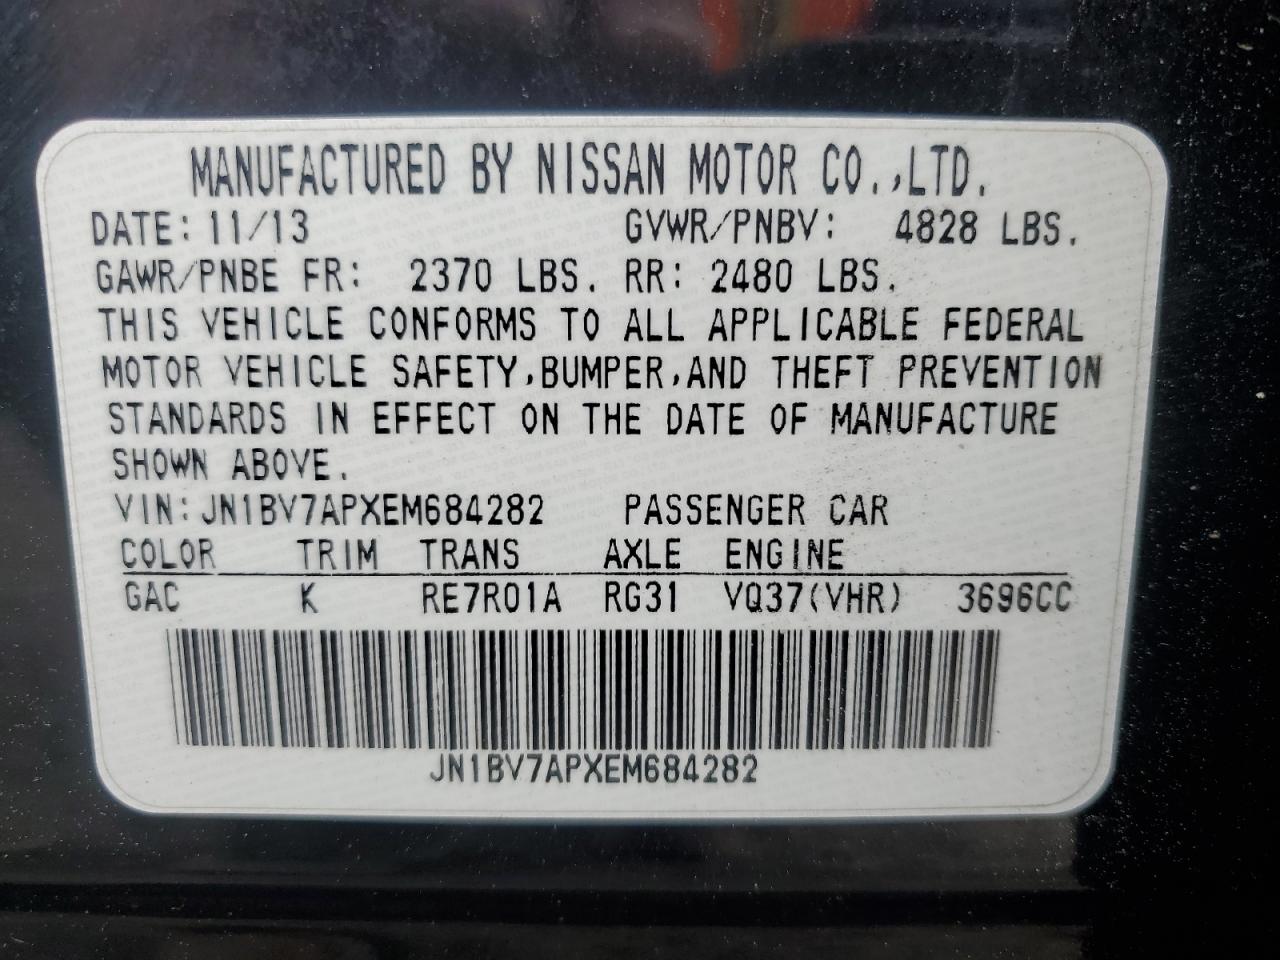 MANUFACTURED BY NISSAN MOTOR CO.,LTD.
DATE: 11/13 GVWR/PNBV: 4828 LBS.
GAWR/PNBE FR: 2370 LBS. RR: 2480 LBS.
THIS VEHICLE CONFORMS TO ALL APPLICABLE FEDERAL
MOTOR VEHICLE SAFETY,BUMPER,AND THEFT PREVENTION
STANDARDS IN EFFECT ON THE DATE OF MANUFACTURE
SHOWN ABOVE.
VIN: JN1BV7APXEM684282 PASSENGER CAR
COLOR TRIM TRANS AXLE ENGINE
GAC K RE7R01A RG31 VQ37(VHR) 3696CC
JN1BV7APXEM684282